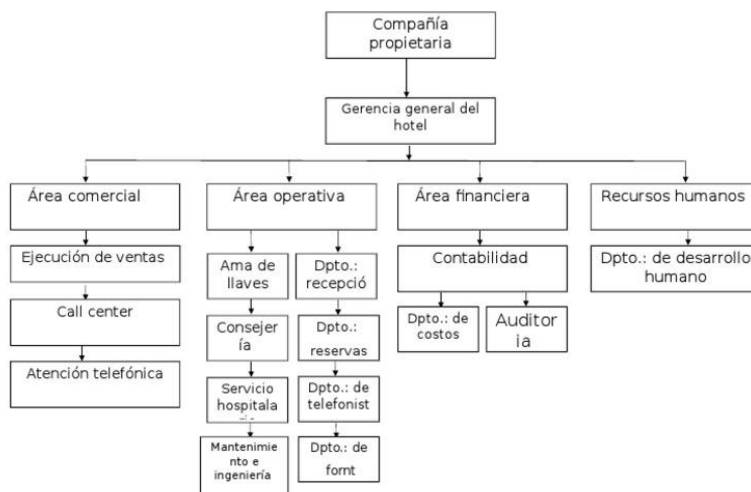 Compañía
propietaria
Gerencia general del
hotel
Área comercial
Área operativa
Área financiera
Recursos humanos
Ejecución de ventas
Ama de
llaves
Dpto.:
recepció
Contabilidad
Dpto.: de desarrollo
humano
Call center
Consejer
ía
Dpto.:
reservas
Dpto.: de
costos
Auditor
ia
Atención telefónica
Servicio
hospitala
Dpto.: de
telefonist
Mantenimie
nto e
ingeniería
Dpto.: de
fornt